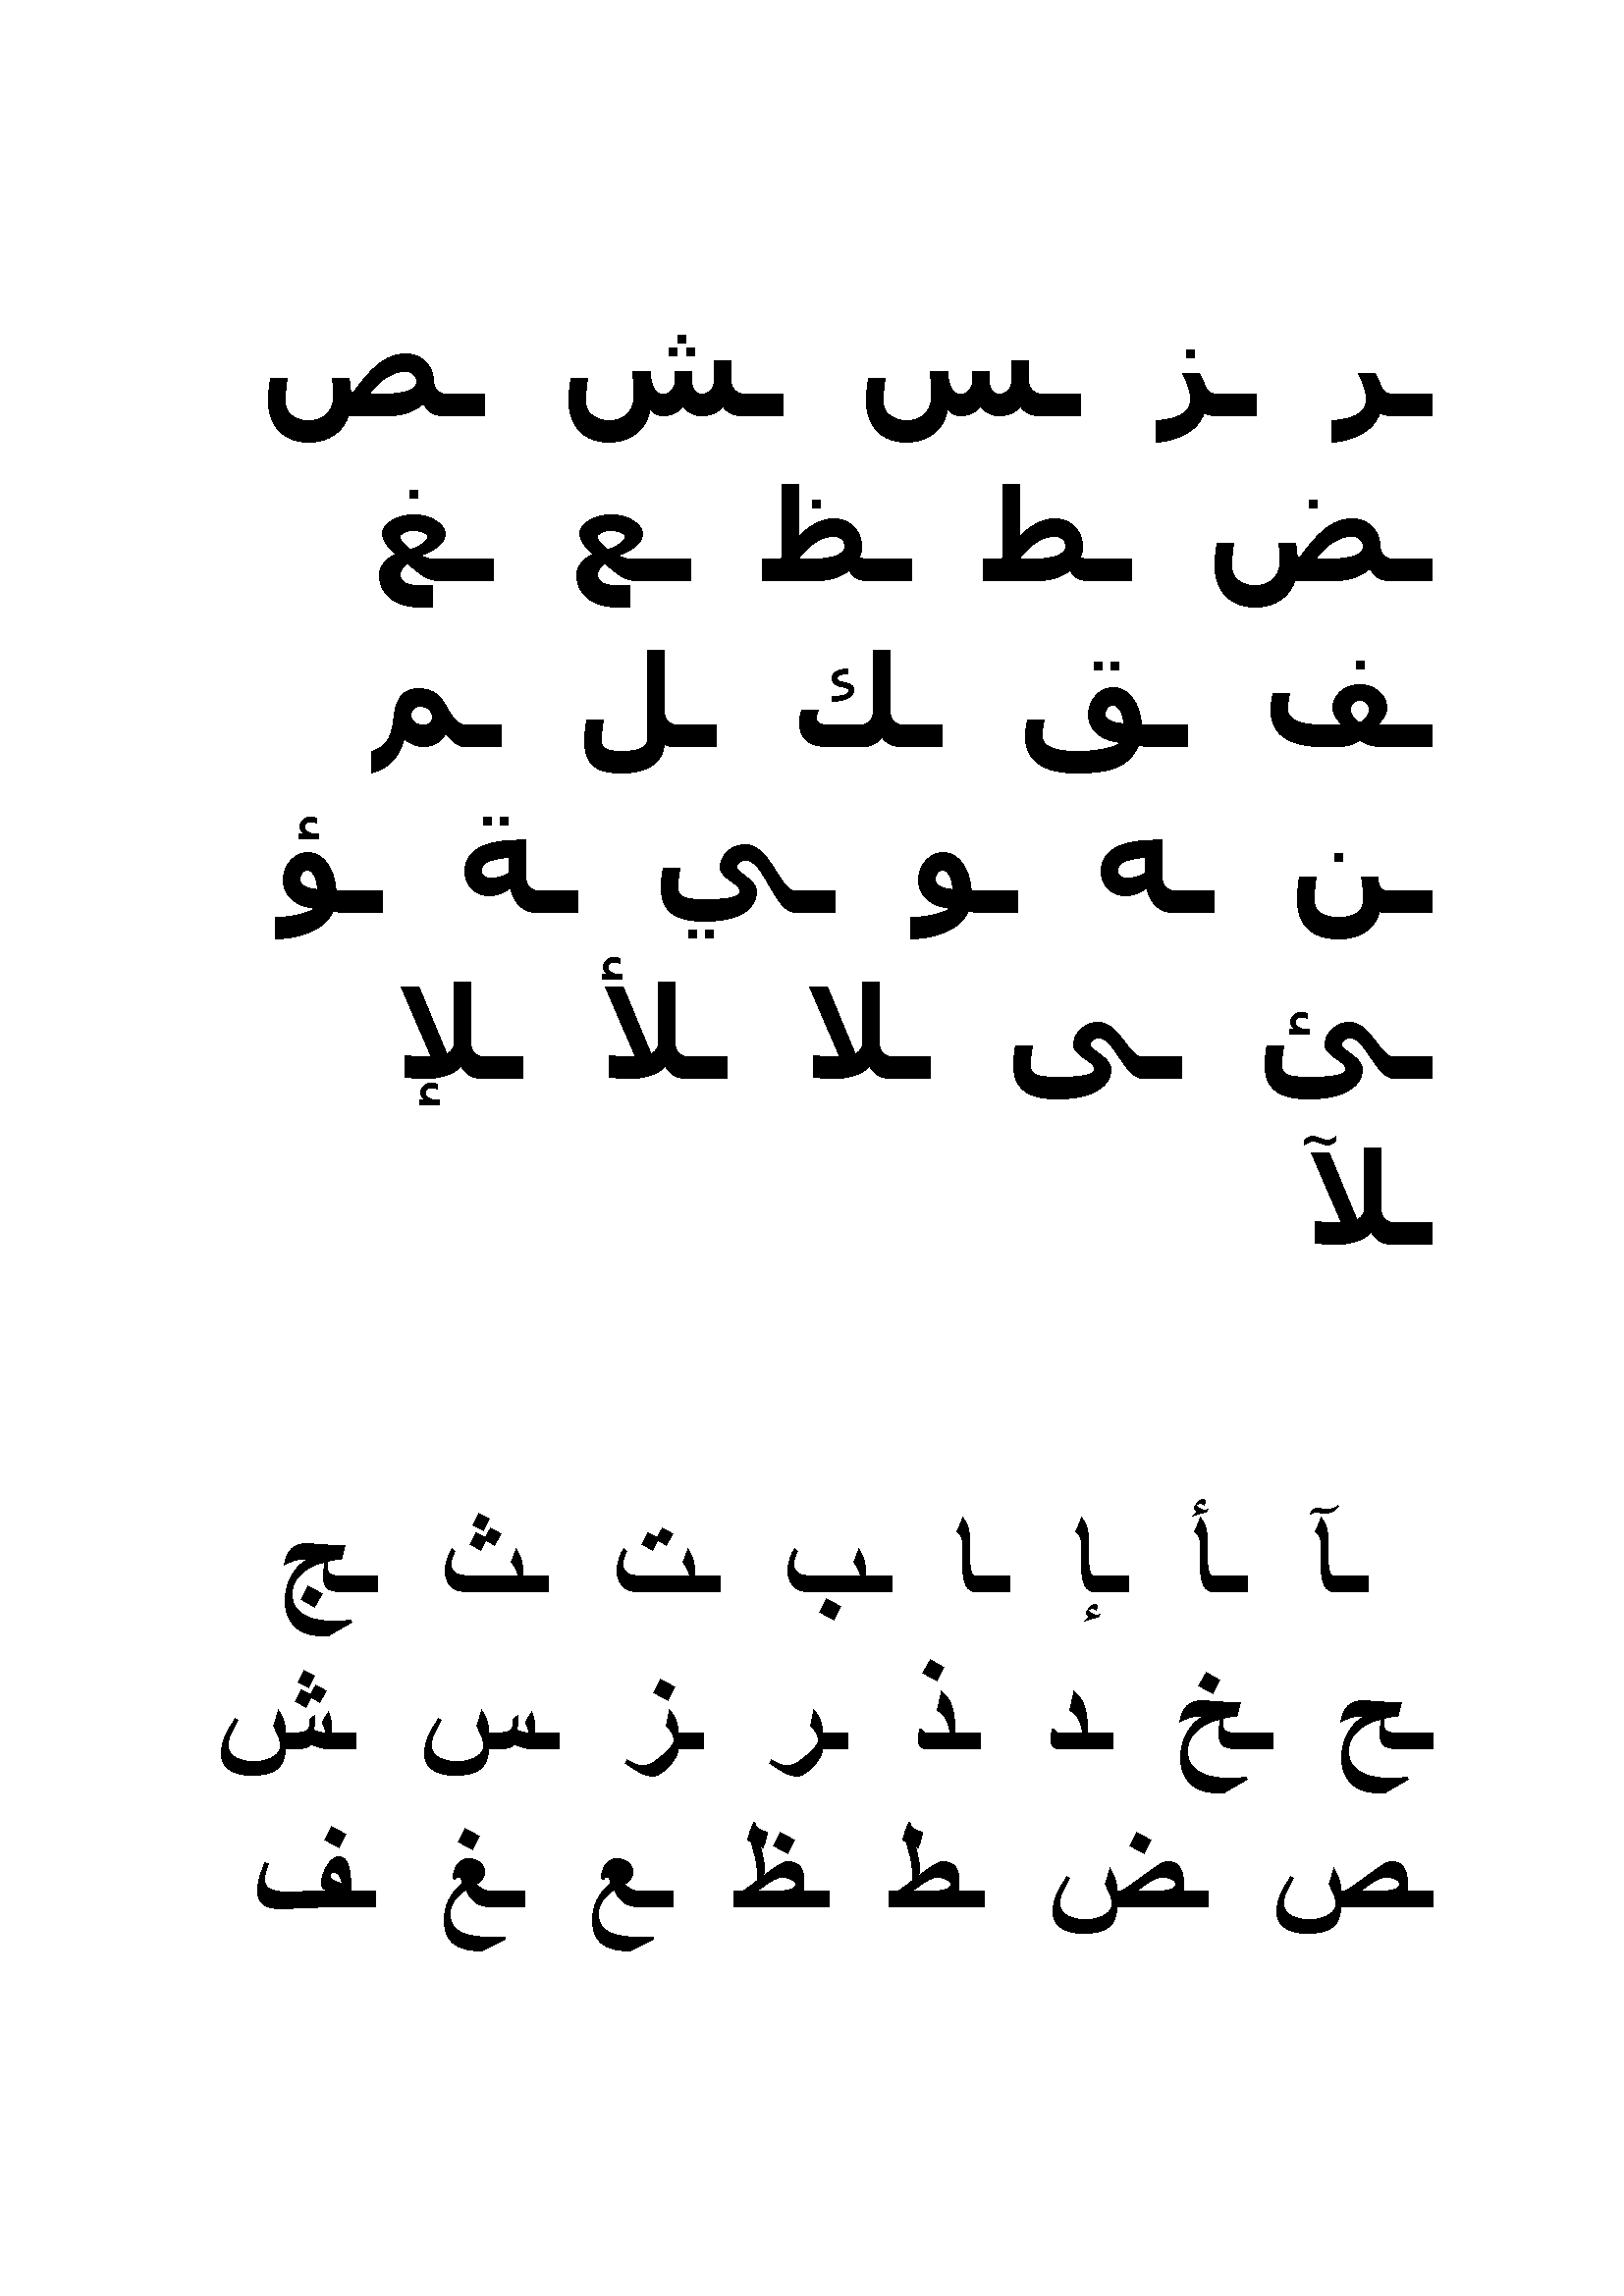 ـر ـز ـس ـش ـص
ـض ـط ـظ ـع ـغ
ـف ـق ـك ـل ـم
ـن ـه ـو ـي ـة ـؤ
ـئ ـى ـلا ـلأ ـلإ
ـلآ
ـآ ـأ ـإ ـا ـب ـت ـث ـج
ـح ـخ ـد ـذ ـر ـز ـس ـش
ـص ـض ـط ـظ ـع ـغ ـف